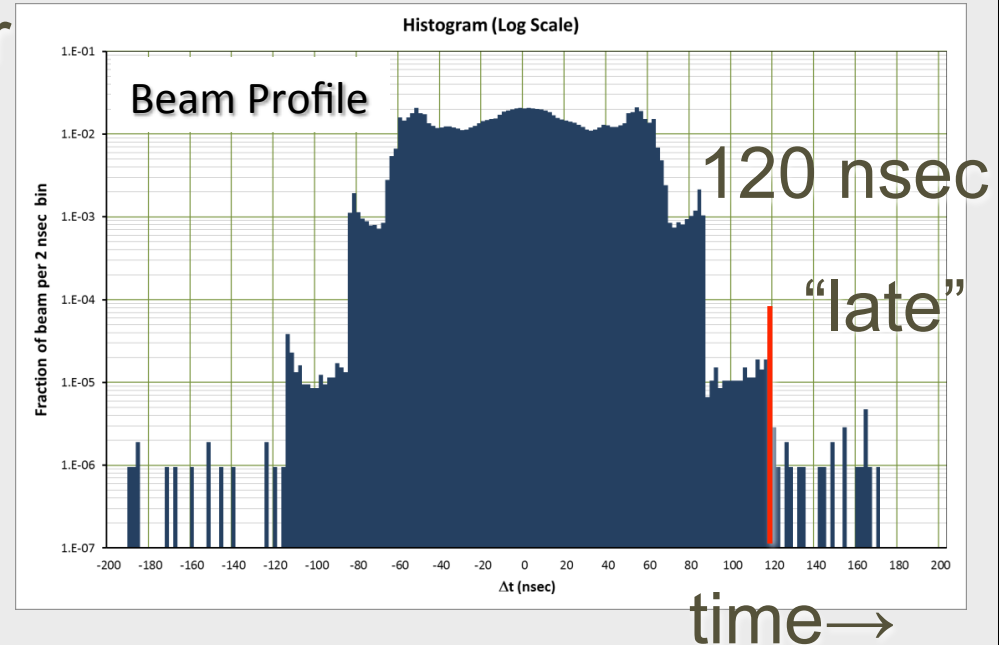 r
Histogram (Log Scale)
Beam Profile
Fraction of beam per 2 nsec bin
1.E-01
1.E-02
1.E-03
1.E-04
1.E-05
1.E-06
1.E-07
120 nsec
“late”
-200 -180 -160 -140 -120 -100 -80 -60 -40 -20 0 20 40 60 80 100 120 140 160 180 200
Δt (nsec)
time→